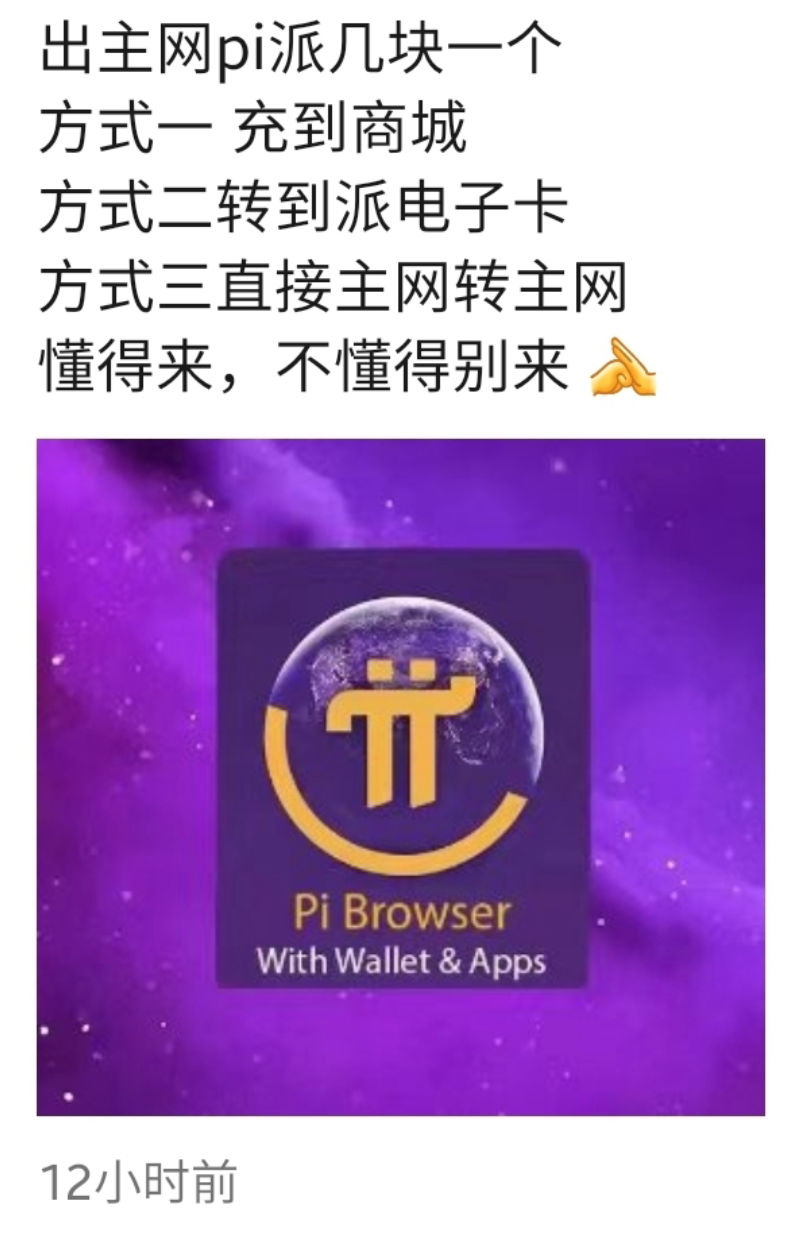 出主网pi派几块一个
方式一 充到商城
方式二转到派电子卡
方式三直接主网转主网
懂得来，不懂得别来
Pi Browser
With Wallet & Apps
12小时前